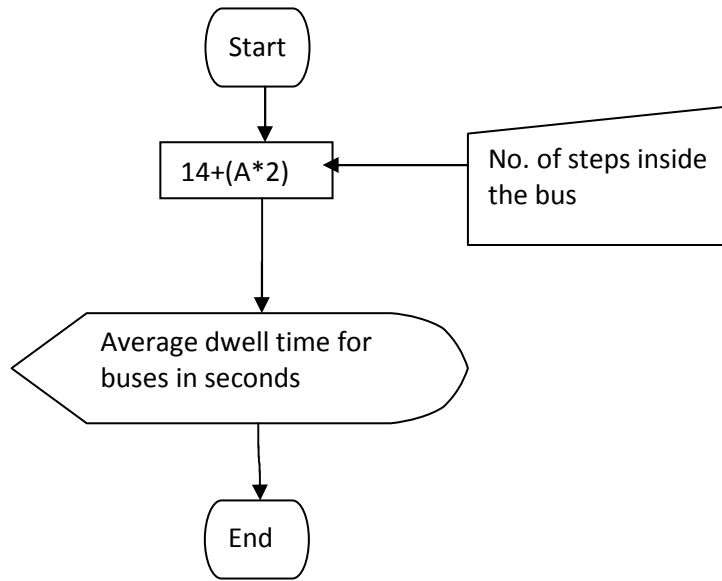 Start
14+(A*2)
No. of steps inside
the bus
Average dwell time for
buses in seconds
End